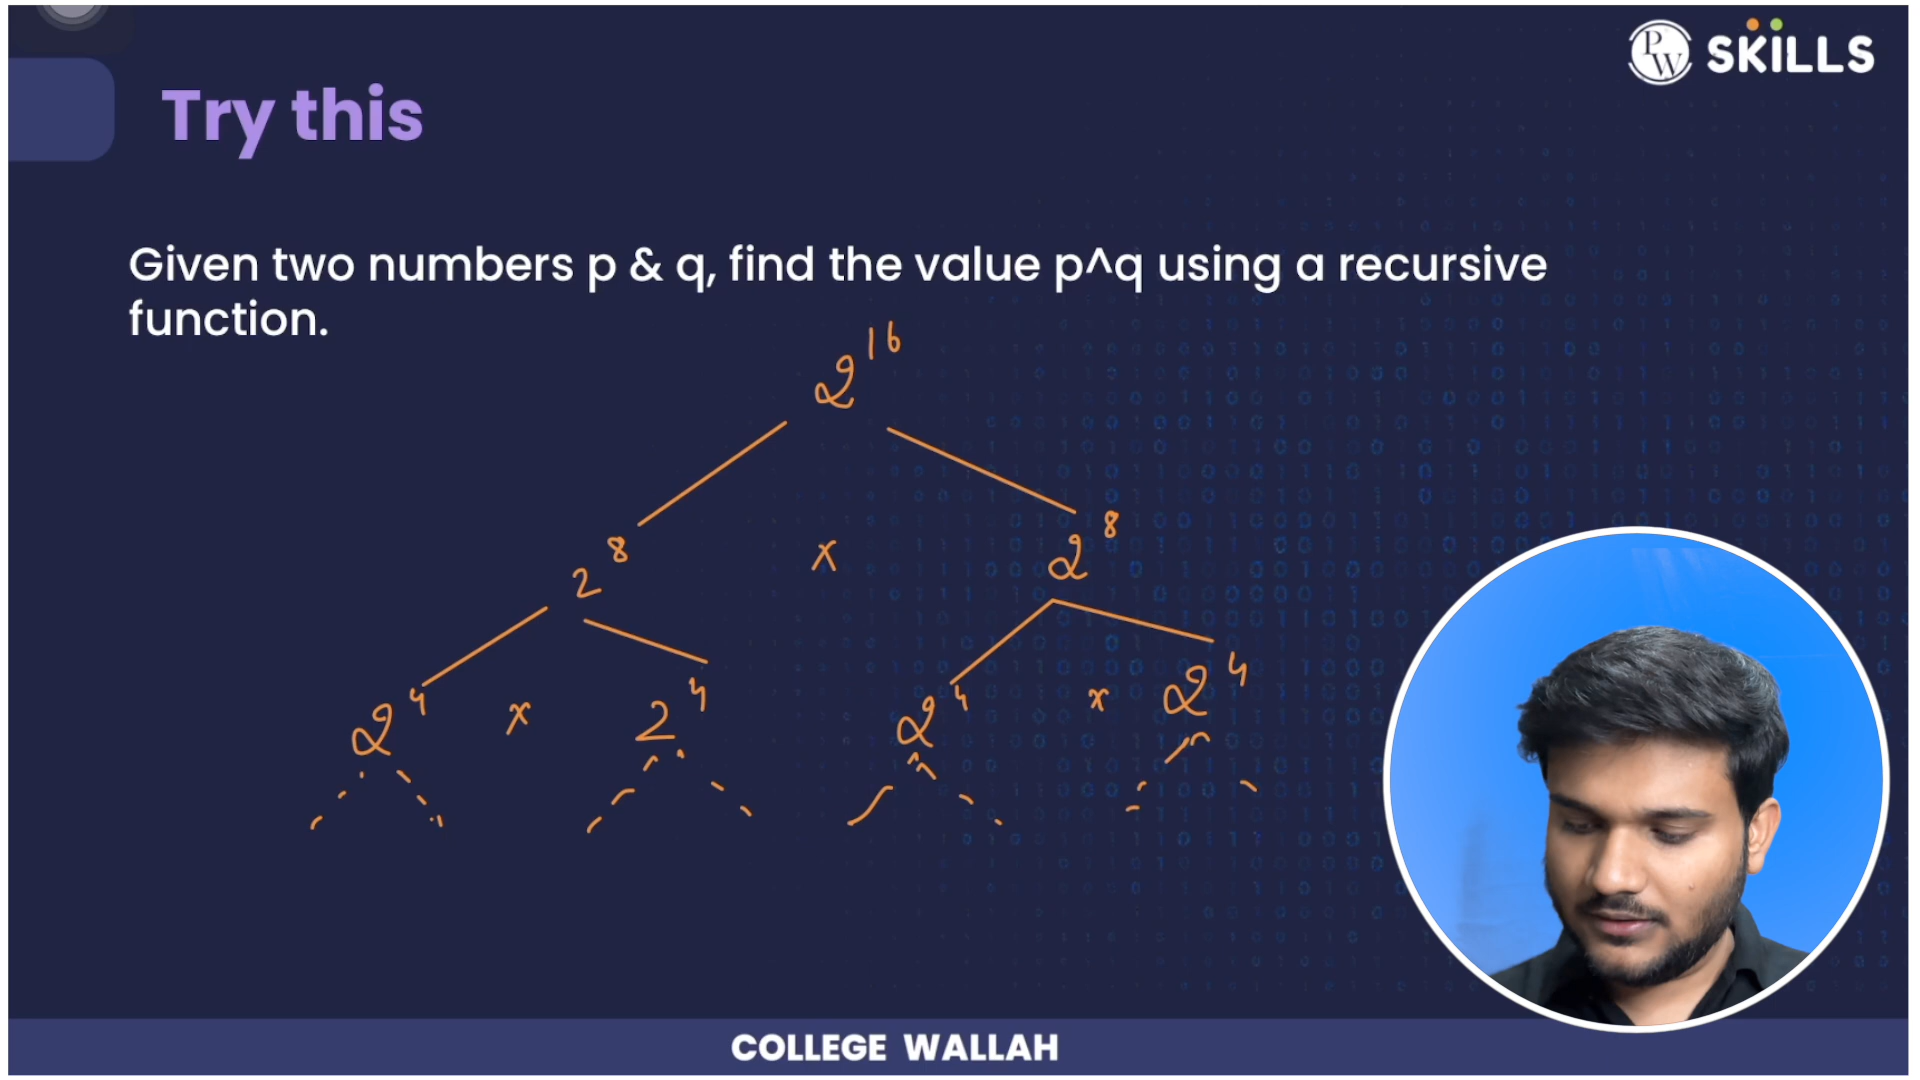 PW SKILLS
Try this
Given two numbers p & q, find the value p^q using a recursive
function.
2^16
2^8 x 2^8
2^4 x 2^4 2^4 x 2^4
COLLEGE WALLAH